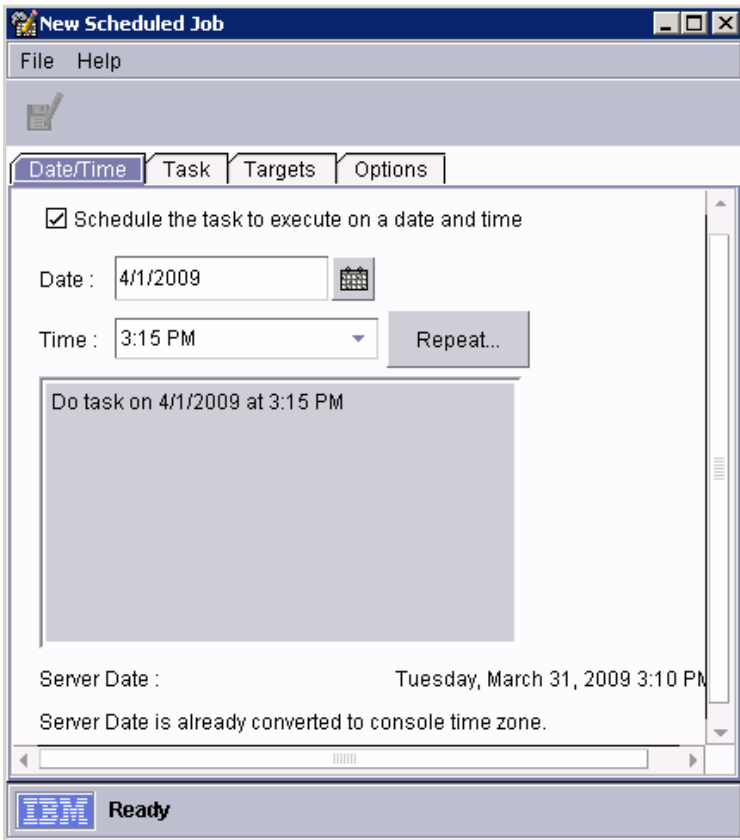 New Scheduled Job
File Help
Date/Time Task Targets Options
Schedule the task to execute on a date and time
Date : 4/1/2009
Time : 3:15 PM Repeat...
Do task on 4/1/2009 at 3:15 PM
Server Date : Tuesday, March 31, 2009 3:10 PM
Server Date is already converted to console time zone.
IBM Ready